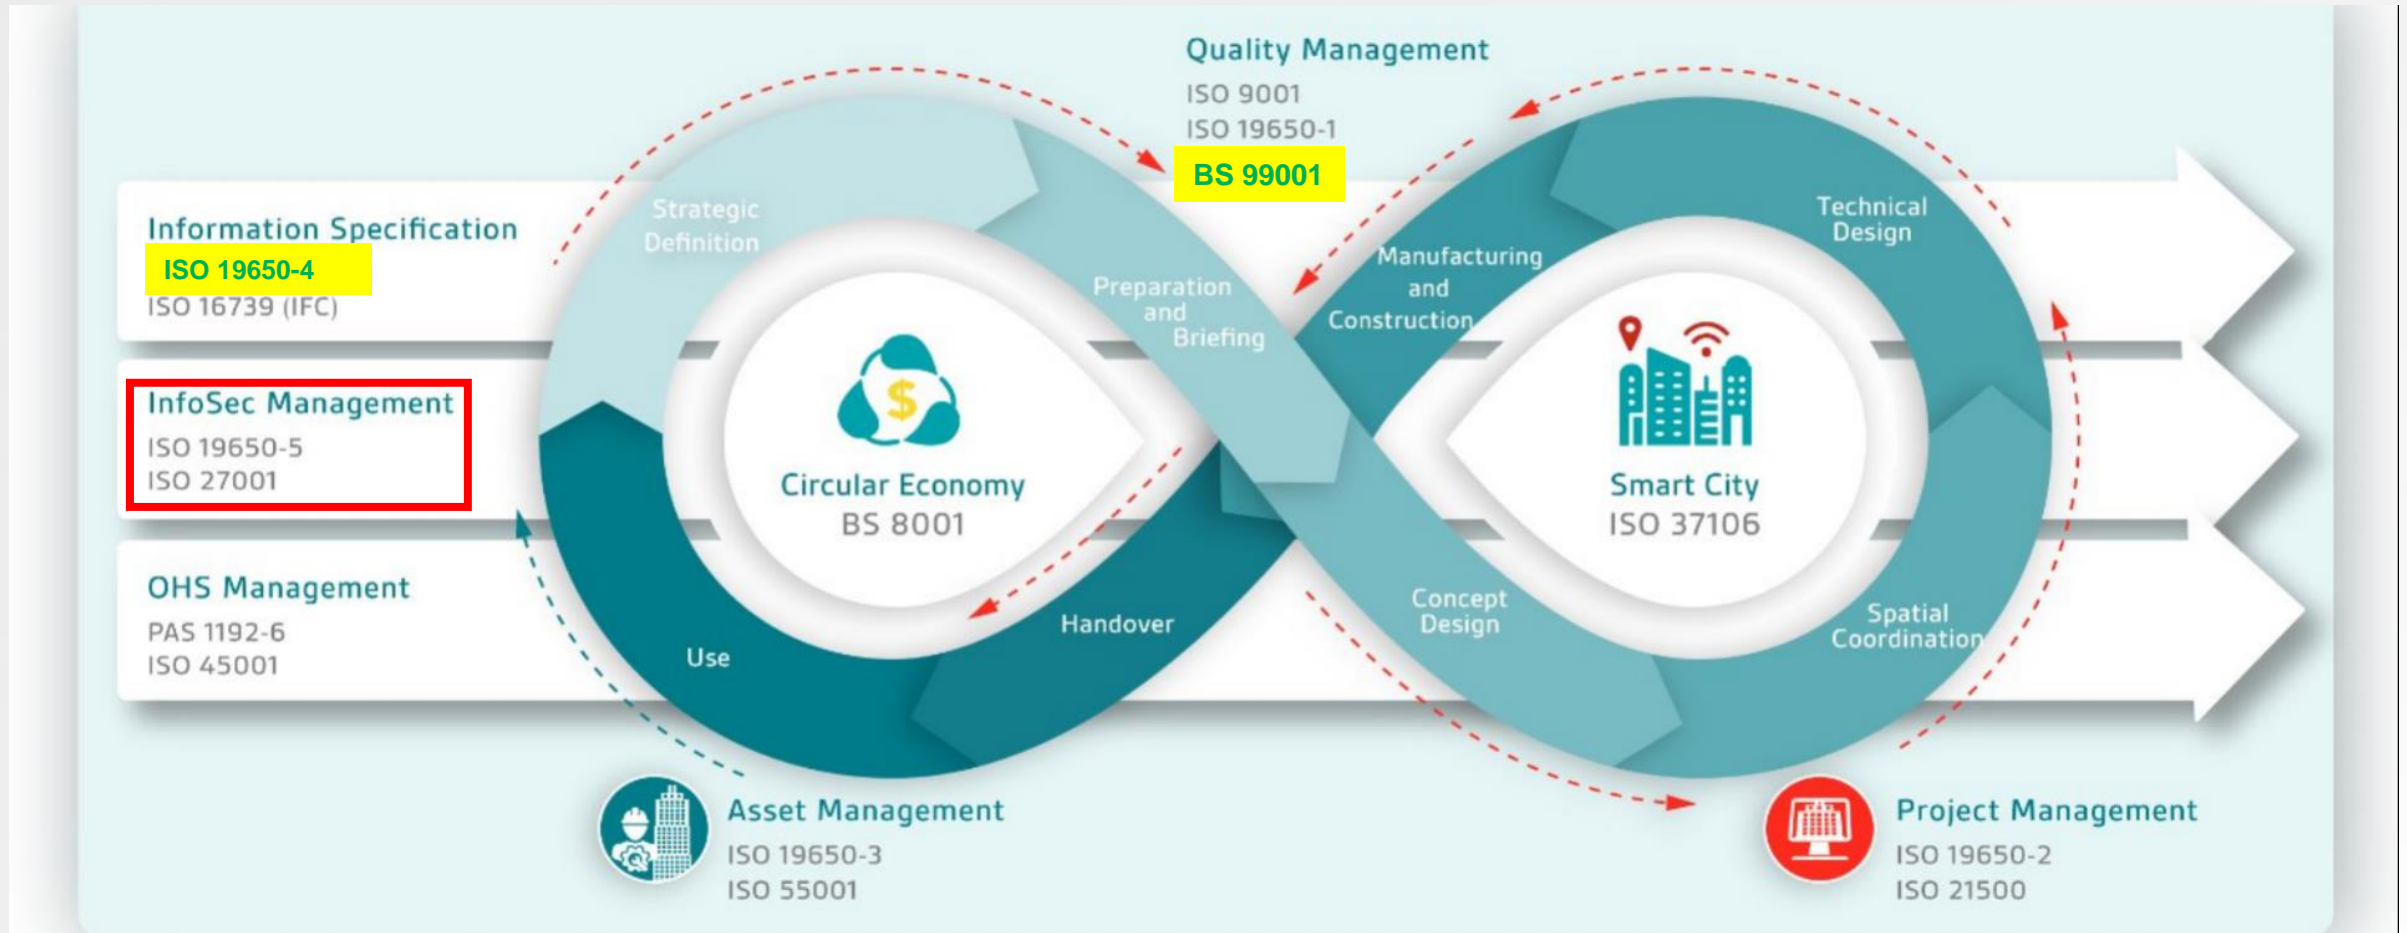 Quality Management
ISO 9001
ISO 19650-1
BS 99001
Information Specification
ISO 19650-4
ISO 16739 (IFC)
InfoSec Management
ISO 19650-5
ISO 27001
OHS Management
PAS 1192-6
ISO 45001
Strategic
Definition
Preparation
and
Briefing
Manufacturing
and
Construction
Technical
Design
$
Circular Economy
BS 8001
Smart City
ISO 37106
Use
Handover
Concept
Design
Spatial
Coordination
Asset Management
ISO 19650-3
ISO 55001
Project Management
ISO 19650-2
ISO 21500